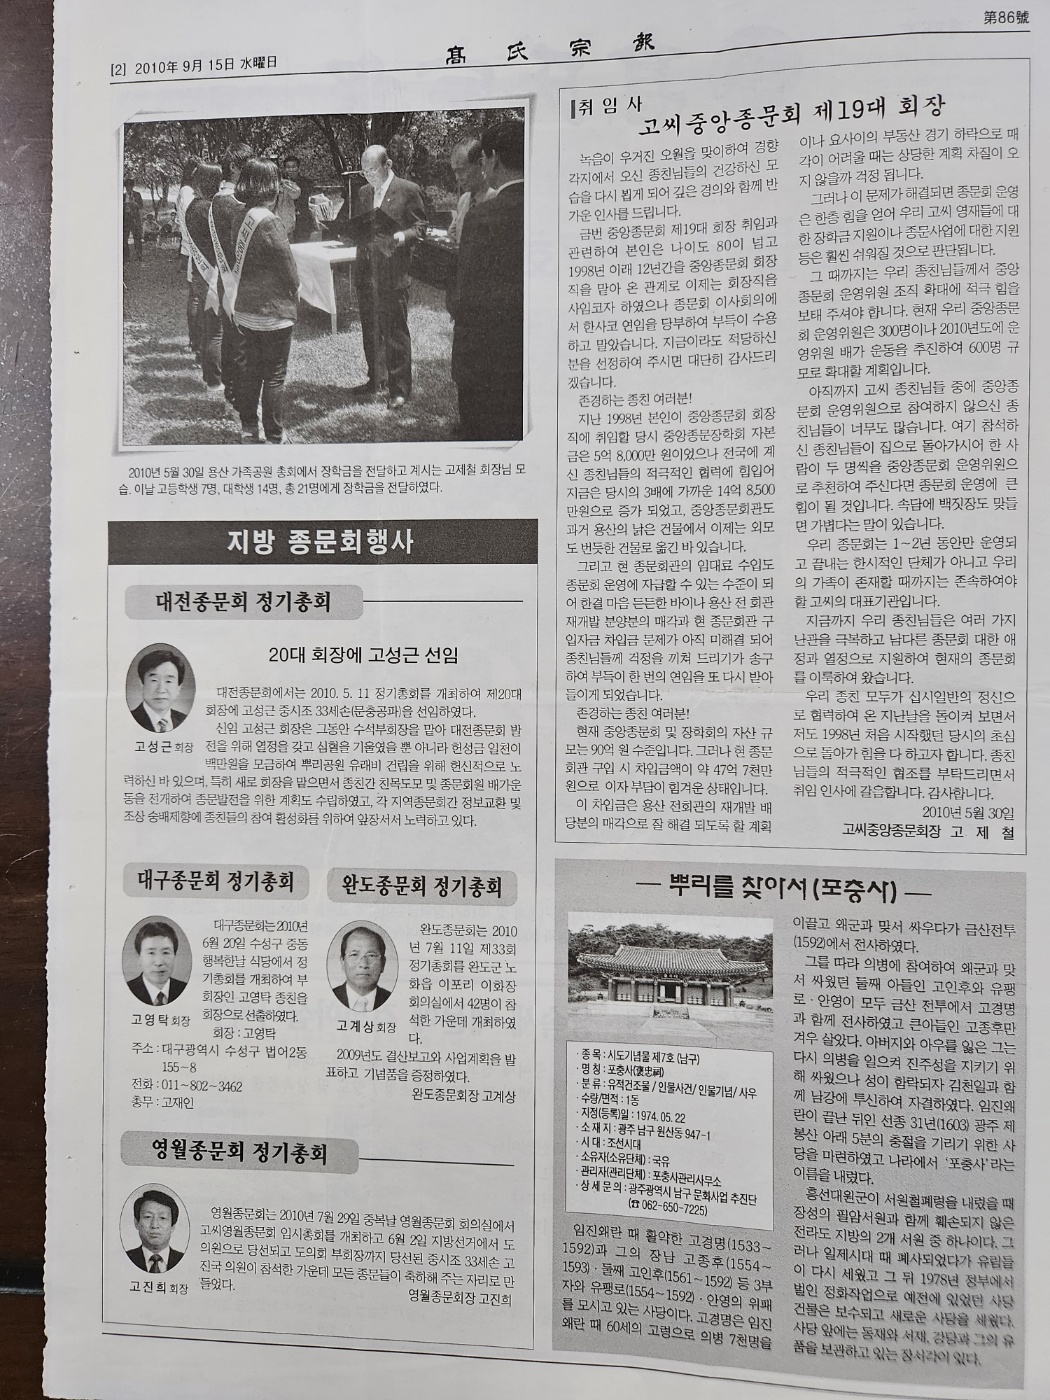 第86號
[2] 2010年 9月 15日 水曜日
髙氏宗報
2010년 5월 30일 용산 가족공원 총회에서 장학금을 전달하고 계시는 고제철 회장님 모
습. 이날 고등학생 7명, 대학생 14명, 총 21명에게 장학금을 전달하였다.
지방 종문회행사
대전종문회 정기총회
20대 회장에 고성근 선임
고성근 회장
대전종문회에서는 2010. 5. 11 정기총회를 개최하여 제20대
회장에 고성근 중시조 33세손(문충공파)을 선임하였다.
신임 고성근 회장은 그동안 수석부회장을 맡아 대전종문회 발
전을 위해 열정을 갖고 심혈을 기울였을 뿐 아니라 헌성금 일천이
백만원을 모금하여 뿌리공원 유래비 건립을 위해 헌신적으로 노
력하신 바 있으며, 특히 새로 회장을 맡으면서 종친간 친목도모 및 종문회원 배가운
동을 전개하여 종문발전을 위한 계획도 수립하였고, 각 지역종문회간 정보교환 및
조상 숭배제향에 종친들의 참여 활성화를 위하여 앞장서서 노력하고 있다.
대구종문회 정기총회
고영탁 회장
대구종문회는 2010년
6월 20일 수성구 중동
행복한날 식당에서 정
기총회를 개최하여 부
회장인 고영탁 종친을
회장으로 선출하였다.
회장 : 고영탁
주소 : 대구광역시 수성구 범어2동
155-8
전화 : 011-802-3462
총무 : 고재인
완도종문회 정기총회
고계상 회장
완도종문회는 2010
년 7월 11일 제33회
정기총회를 완도군 노
화읍 이포리 이화장
회의실에서 42명이 참
석한 가운데 개최하였
다.
2009년도 결산보고와 사업계획을 발
표하고 기념품을 증정하였다.
완도종문회장 고계상
영월종문회 정기총회
고진희 회장
영월종문회는 2010년 7월 29일 중복날 영월종문회 회의실에서
고씨영월종문회 임시총회를 개최하고 6월 2일 지방선거에서 도
의원으로 당선되고 도의회 부회장까지 당선된 중시조 33세손 고
진국 의원이 참석한 가운데 모든 종문들이 축하해 주는 자리로 만
들었다.
영월종문회장 고진희
취임사
고씨중앙종문회 제19대 회장
녹음이 우거진 오월을 맞이하여 경향
각지에서 오신 종친님들의 건강하신 모
습을 다시 뵙게 되어 깊은 경의와 함께 반
가운 인사를 드립니다.
금번 중앙종문회 제19대 회장 취임과
관련하여 본인은 나이도 80이 넘고
1998년 이래 12년간을 중앙종문회 회장
직을 맡아 온 관계로 이제는 회장직을
사임코자 하였으나 종문회 이사회의에
서 한사코 연임을 당부하여 부득이 수용
하고 말았습니다. 지금이라도 적당하신
분을 선정하여 주시면 대단히 감사드리
겠습니다.
존경하는 종친 여러분!
지난 1998년 본인이 중앙종문회 회장
직에 취임할 당시 중앙종문장학회 자본
금은 5억 8,000만 원이었으나 전국에 계
신 종친님들의 적극적인 협력에 힘입어
지금은 당시의 3배에 가까운 14억 8,500
만원으로 증가 되었고, 중앙종문회관도
과거 용산의 낡은 건물에서 이제는 외모
도 번듯한 건물로 옮긴 바 있습니다.
그리고 현 종문회관의 임대료 수입도
종문회 운영에 자급할 수 있는 수준이 되
어 한결 마음 든든한 바이나 용산 전 회관
재개발 분양분의 매각과 현 종문회관 구
입자금 차입금 문제가 아직 미해결 되어
종친님들께 걱정을 끼쳐 드리기가 송구
하여 부득이 한 번의 연임을 또 다시 받아
들이게 되었습니다.
존경하는 종친 여러분!
현재 중앙종문회 및 장학회의 자산 규
모는 90억 원 수준입니다. 그러나 현 종문
회관 구입 시 차입금액이 약 47억 7천만
원으로 이자 부담이 힘겨운 상태입니다.
이 차입금은 용산 전회관의 재개발 배
당분의 매각으로 잘 해결 되도록 할 계획
이나 요사이의 부동산 경기 하락으로 매
각이 어려울 때는 상당한 계획 차질이 오
지 않을까 걱정 됩니다.
그러나 이 문제가 해결되면 종문회 운영
은 한층 힘을 얻어 우리 고씨 영재들에 대
한 장학금 지원이나 종문사업에 대한 지원
등은 훨씬 쉬워질 것으로 판단됩니다.
그 때까지는 우리 종친님들께서 중앙
종문회 운영위원 조직 확대에 적극 힘을
보태 주셔야 합니다. 현재 우리 중앙종문
회 운영위원은 300명이나 2010년도에 운
영위원 배가 운동을 추진하여 600명 규
모로 확대할 계획입니다.
아직까지 고씨 종친님들 중에 중앙종
문회 운영위원으로 참여하지 않으신 종
친님들이 너무도 많습니다. 여기 참석하
신 종친님들이 집으로 돌아가시어 한 사
람이 두 명씩을 중앙종문회 운영위원으
로 추천하여 주신다면 종문회 운영에 큰
힘이 될 것입니다. 속담에 백짓장도 맞들
면 가볍다는 말이 있습니다.
우리 종문회는 1~2년 동안만 운영되
고 끝내는 한시적인 단체가 아니고 우리
의 가족이 존재할 때까지는 존속하여야
할 고씨의 대표기관입니다.
지금까지 우리 종친님들은 여러 가지
난관을 극복하고 남다른 종문회 대한 애
정과 열정으로 지원하여 현재의 종문회
를 이룩하여 왔습니다.
우리 종친 모두가 십시일반의 정신으
로 협력하여 온 지난날을 돌이켜 보면서
저도 1998년 처음 시작했던 당시의 초심
으로 돌아가 힘을 다 하고자 합니다. 종친
님들의 적극적인 협조를 부탁드리면서
취임 인사에 갈음합니다. 감사합니다.
2010년 5월 30일
고씨중앙종문회장 고 제 철
— 뿌리를 찾아서 (포충사) —
· 종 목 : 시도기념물 제7호 (남구)
· 명 칭 : 포충사(褒忠祠)
· 분 류 : 유적건조물 / 인물사건/ 인물기념/ 사우
· 수량/면적 : 1동
· 지정(등록)일 : 1974. 05. 22
· 소 재 지 : 광주 남구 원산동 947-1
· 시 대 : 조선시대
· 소유자(소유단체) : 국유
· 관리자(관리단체) : 포충사관리사무소
· 상 세 문 의 : 광주광역시 남구 문화사업 추진단
(☎ 062-650-7225)
임진왜란 때 활약한 고경명(1533~
1592)과 그의 장남 고종후(1554~
1593) · 둘째 고인후(1561~1592) 등 3부
자와 유팽로(1554~1592) · 안영의 위패
를 모시고 있는 사당이다. 고경명은 임진
왜란 때 60세의 고령으로 의병 7천명을
이끌고 왜군과 맞서 싸우다가 금산전투
(1592)에서 전사하였다.
그를 따라 의병에 참여하여 왜군과 맞
서 싸웠던 둘째 아들인 고인후와 유팽
로 · 안영이 모두 금산 전투에서 고경명
과 함께 전사하였고 큰아들인 고종후만
겨우 살았다. 아버지와 아우를 잃은 그는
다시 의병을 일으켜 진주성을 지키기 위
해 싸웠으나 성이 함락되자 김천일과 함
께 남강에 투신하여 자결하였다. 임진왜
란이 끝난 뒤인 선종 31년(1603) 광주 제
봉산 아래 5분의 충절을 기리기 위한 사
당을 마련하였고 나라에서 '포충사'라는
이름을 내렸다.
흥선대원군이 서원철폐령을 내렸을 때
장성의 필암서원과 함께 훼손되지 않은
전라도 지방의 2개 서원 중 하나이다. 그
러나 일제시대 때 폐사되었다가 유림들
이 다시 세웠고 그 뒤 1978년 정부에서
벌인 정화작업으로 예전에 있었던 사당
건물은 보수되고 새로운 사당을 세웠다.
사당 앞에는 동재와 서재, 강당과 그의 유
품을 보관하고 있는 장서각이 있다.